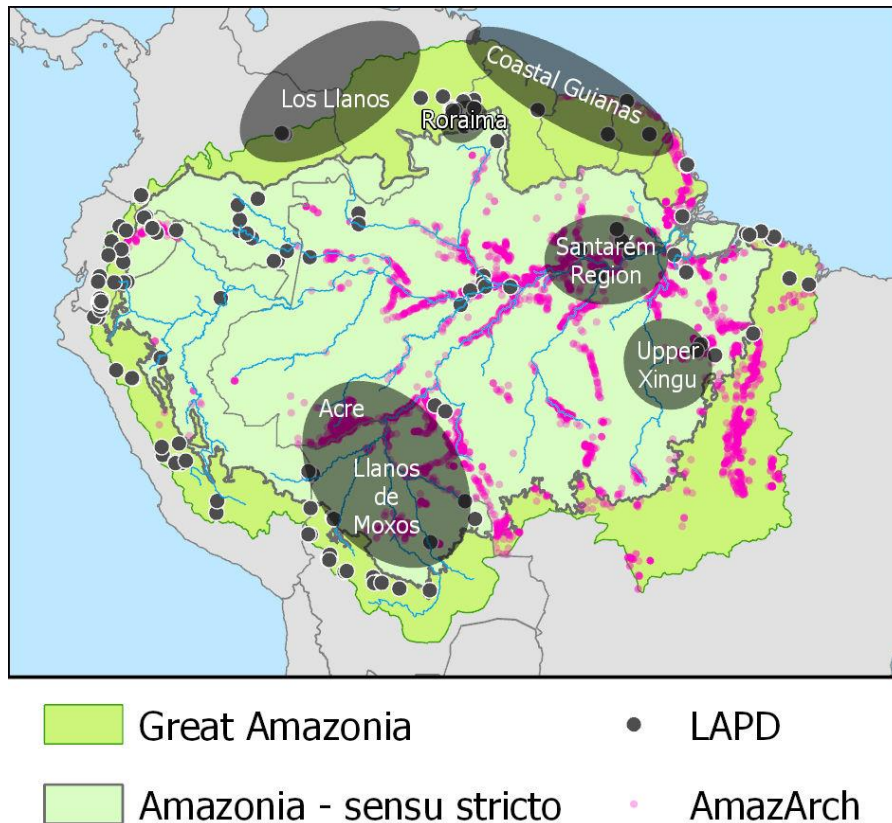 Los Llanos
Coastal Guianas
Roraima
Santarém
Region
Upper
Xingu
Acre
Llanos
de
Moxos
Great Amazonia
LAPD
Amazonia - sensu stricto
AmazArch